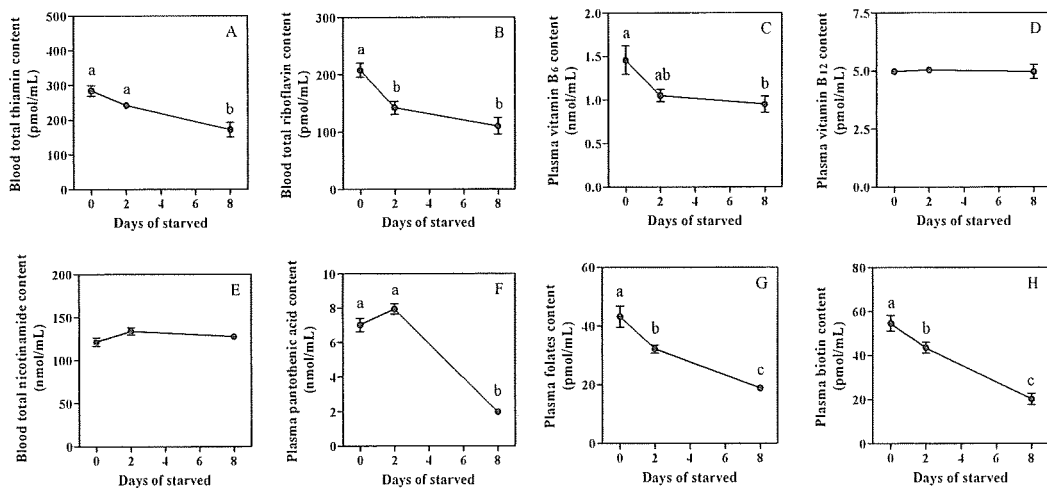 Blood total thiamin content
(pmol/mL)
500
400
300
200
100
0
a
a
b
A
0 2 4 6 8
Days of starved
Blood total riboflavin content
(pmol/mL)
300
200
100
0
a
b
b
B
0 2 4 6 8
Days of starved
Plasma vitamin B6 content
(nmol/mL)
2.0
1.5
1.0
0.5
0.0
a
ab
b
C
0 2 4 6 8
Days of starved
Plasma vitamin B12 content
(pmol/mL)
7.5
5.0
2.5
0.0
D
0 2 4 6 8
Days of starved
Blood total nicotinamide content
(nmol/mL)
200
150
100
50
0
E
0 2 4 6 8
Days of starved
Plasma pantothenic acid content
(nmol/mL)
10
8
6
4
2
0
a
a
b
F
0 2 4 6 8
Days of starved
Plasma folates content
(pmol/mL)
60
40
20
0
a
b
c
G
0 2 4 6 8
Days of starved
Plasma biotin content
(pmol/mL)
80
60
40
20
0
a
b
c
H
0 2 4 6 8
Days of starved